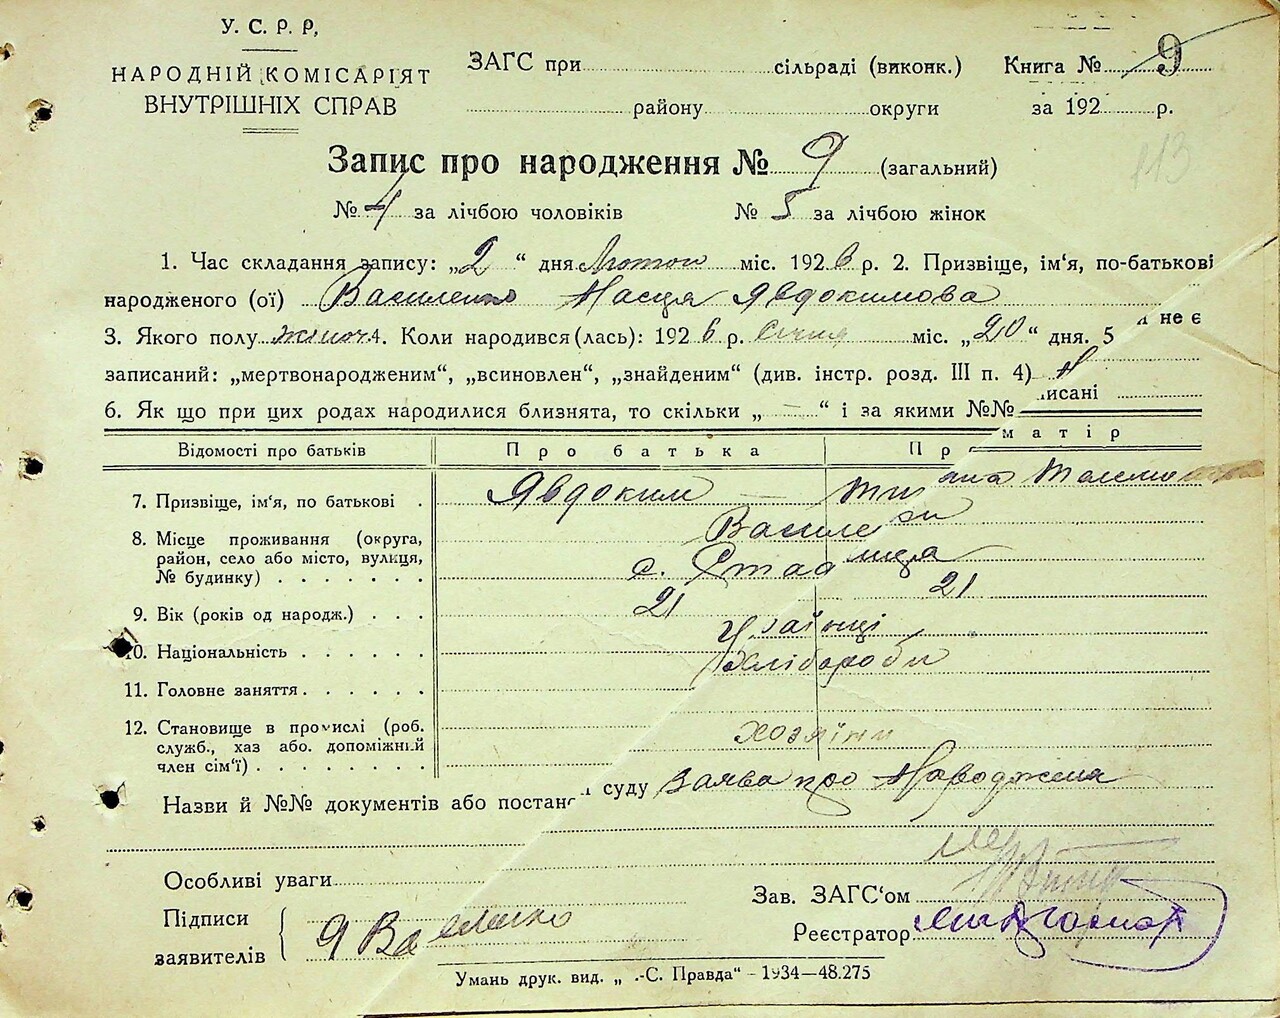 У. С. Р. Р,
НАРОДНІЙ КОМІСАРІЯТ
ВНУТРІШНІХ СПРАВ
ЗАГС при сільраді (виконк.) Книга № 9
району округи за 192 р.
Запис про народження № 9 (загальний)
113
№ 4 за лічбою чоловіків № 5 за лічбою жінок
1. Час складання запису: „2“ дня Лютого міс. 1926 р. 2. Призвіще, ім'я, по-батькові
народженого (ої) Василенко Насця Явдокимова
3. Якого полу жіноч. 4. Коли народився (лась): 1926 р. Січня міс. „20“ дня. 5 не є
записаний: „мертвонародженим“, „всиновлен“, „знайденим“ (див. інстр. розд. III п. 4)
6. Як що при цих родах народилися близнята, то скільки „ — “ і за якими №№ писані
Відомості про батьків Про батька Пр матір
7. Призвіще, ім'я, по батькові . Явдоким —
Василе
8. Місце проживання (округа,
район, село або місто, вулиця,
№ будинку) . . . . . . . с.
9. Вік (років од народж.) . . . 21 21
10. Національність . . . . . . Українці
11. Головне заняття . . . . . . Хлібороби
12. Становище в промислі (роб.
служб., хаз або. допоміжний
член сім'ї) . . . . . . . . хозяїни
Назви й №№ документів або постанов суду Заява про Народження
Особливі уваги
Зав. ЗАГС'ом
Підписи
заявителів Я Василенко
Реєстратор
Умань друк. вид. „ .-С. Правда“ - 1934—48.275